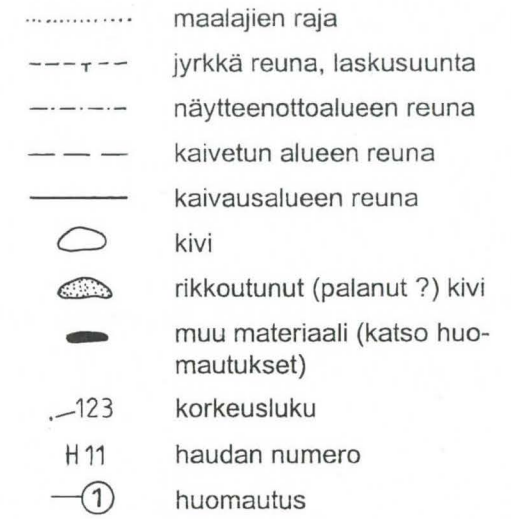 maalajien raja
jyrkkä reuna, laskusuunta
näytteenottoalueen reuna
kaivetun alueen reuna
kaivausalueen reuna
kivi
rikkoutunut (palanut ?) kivi
muu materiaali (katso huo-
mautukset)
123 korkeusluku
H 11 haudan numero
1 huomautus